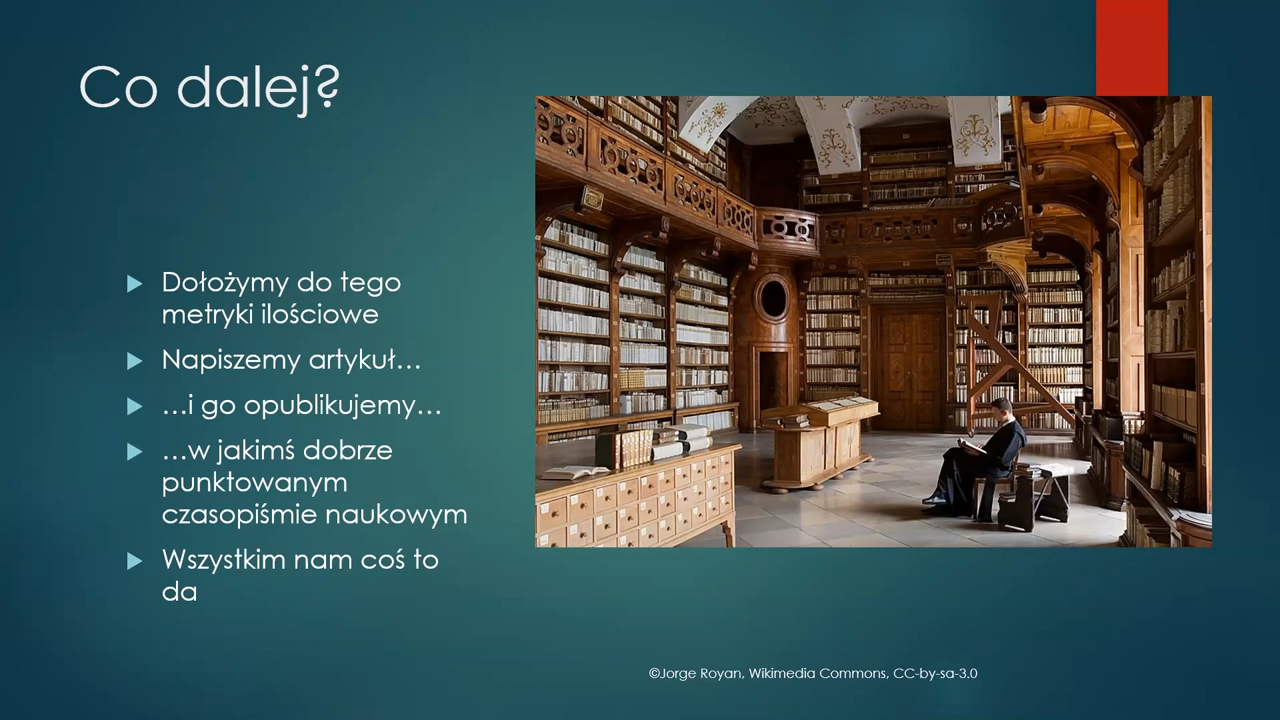 Co dalej?
Dołożymy do tego
metryki ilościowe
Napiszemy artykuł...
...i go opublikujemy...
...w jakimś dobrze
punktowanym
czasopiśmie naukowym
Wszystkim nam coś to
da
©Jorge Royan, Wikimedia Commons, CC-by-sa-3.0